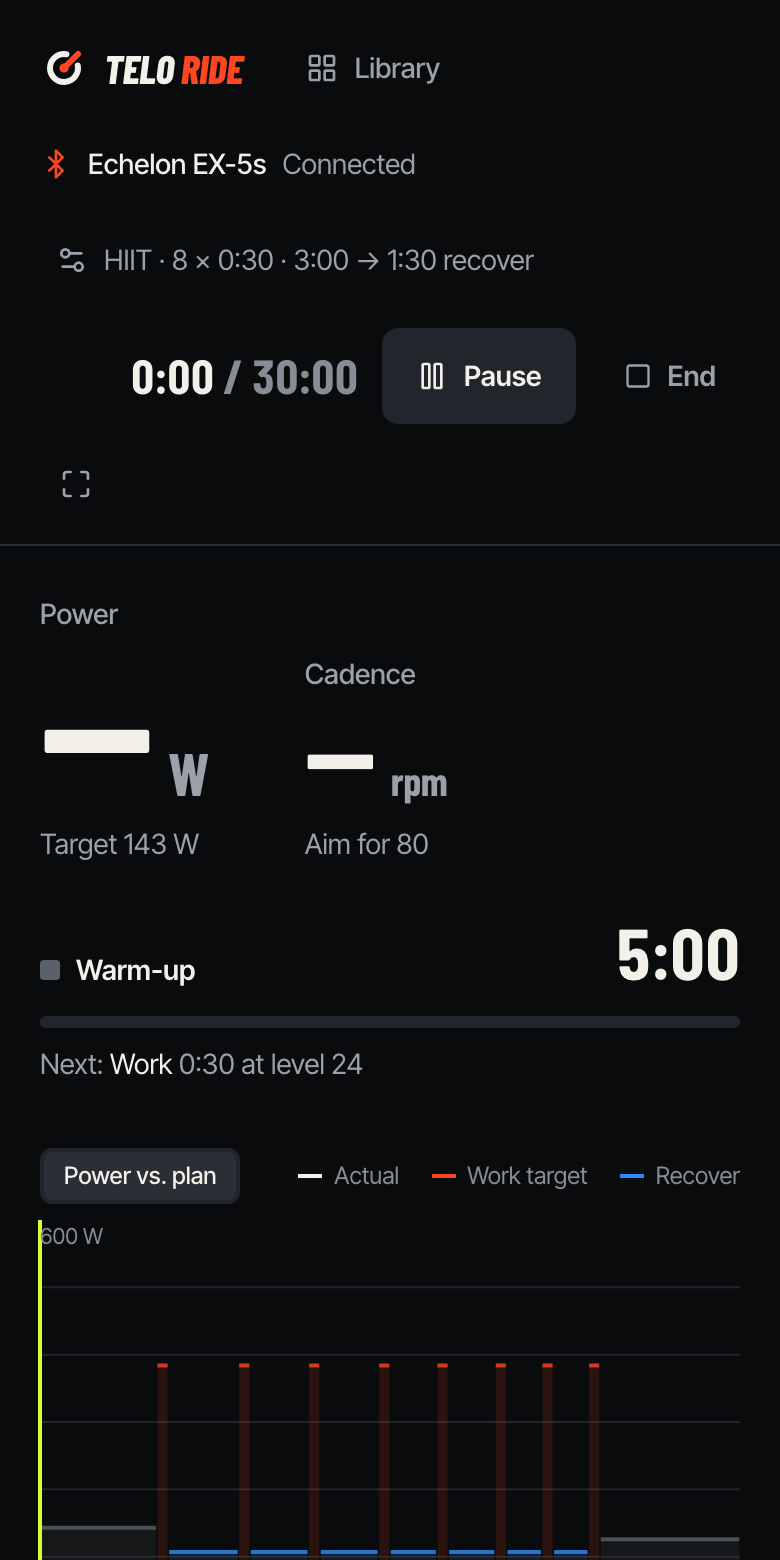 TELO RIDE
Library
Echelon EX-5s Connected
HIIT · 8 × 0:30 · 3:00 → 1:30 recover
0:00 / 30:00
Pause
End
Power
Cadence
— W
— rpm
Target 143 W
Aim for 80
Warm-up
5:00
Next: Work 0:30 at level 24
Power vs. plan
Actual
Work target
Recover
600 W